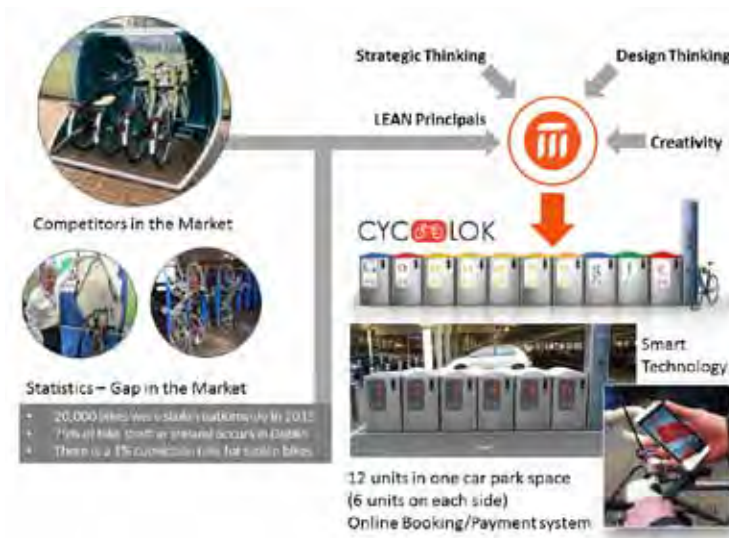 Strategic Thinking
Design Thinking
LEAN Principals
Creativity
Competitors in the Market
CYC LOK
Statistics – Gap in the Market
20,000 bikes were stolen nationwide in 2015
75% of bike theft in Ireland occurs in Dublin
There is a 1% conviction rate for stolen bikes
Smart
Technology
12 units in one car park space
(6 units on each side)
Online Booking/Payment system